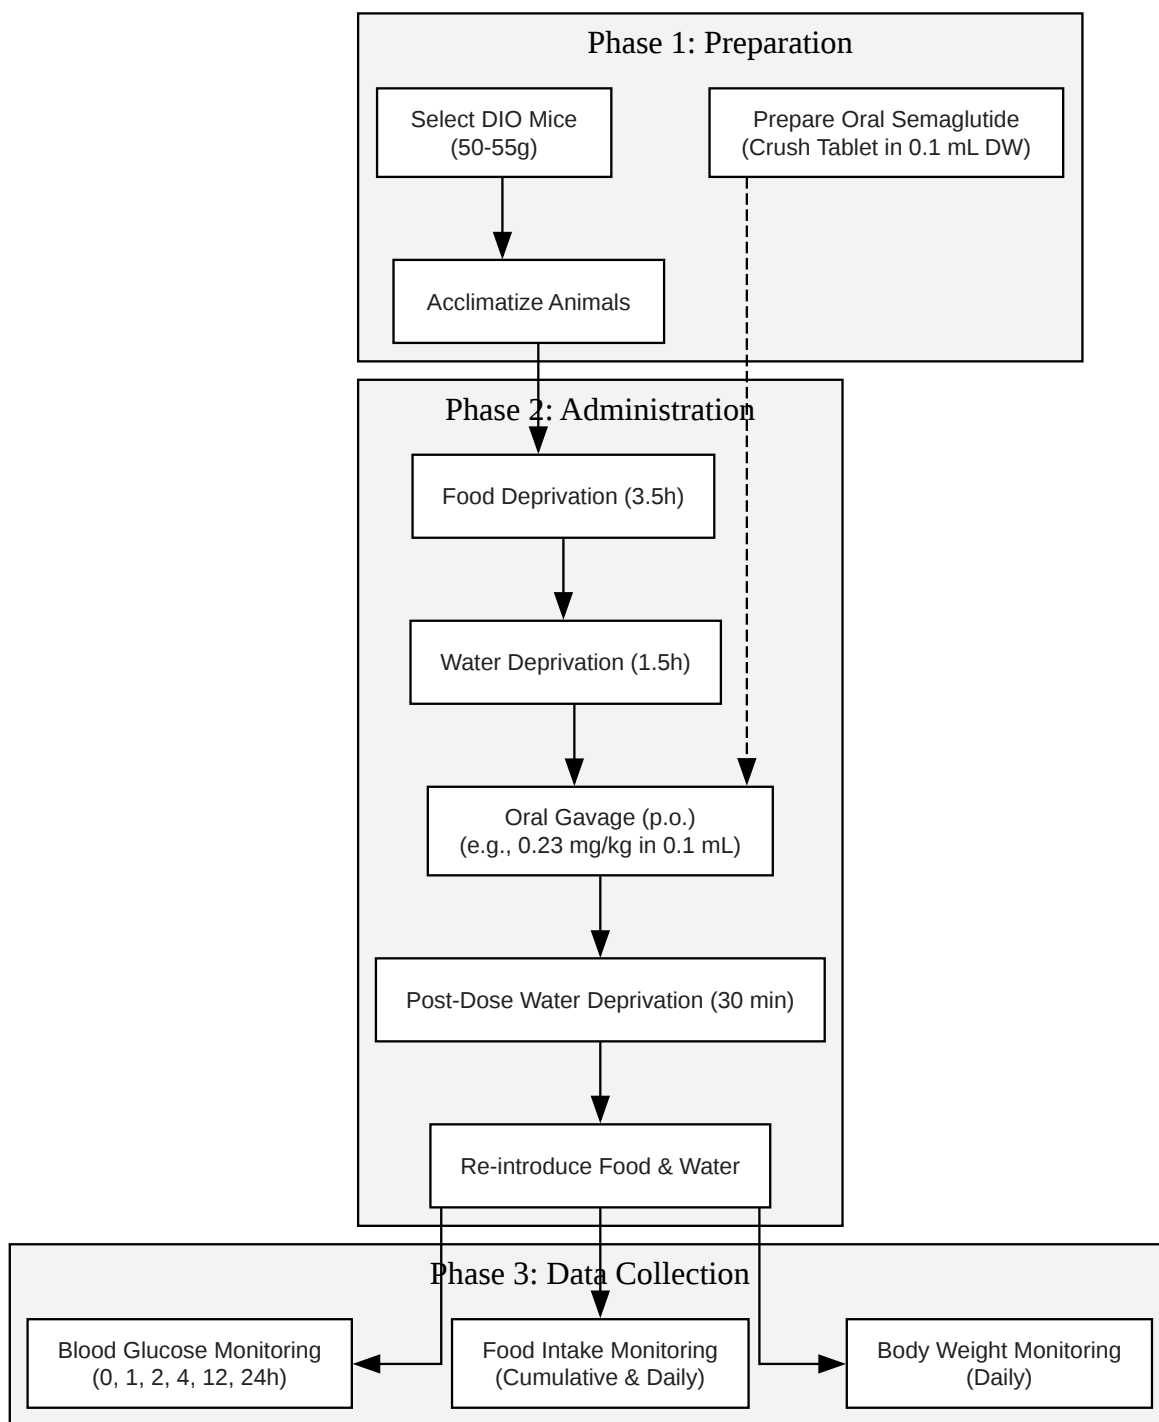 Phase 1: Preparation
Select DIO Mice
(50-55g)
Prepare Oral Semaglutide
(Crush Tablet in 0.1 mL DW)
Acclimatize Animals
Phase 2: Administration
Food Deprivation (3.5h)
Water Deprivation (1.5h)
Oral Gavage (p.o.)
(e.g., 0.23 mg/kg in 0.1 mL)
Post-Dose Water Deprivation (30 min)
Re-introduce Food & Water
Phase 3: Data Collection
Blood Glucose Monitoring
(0, 1, 2, 4, 12, 24h)
Food Intake Monitoring
(Cumulative & Daily)
Body Weight Monitoring
(Daily)